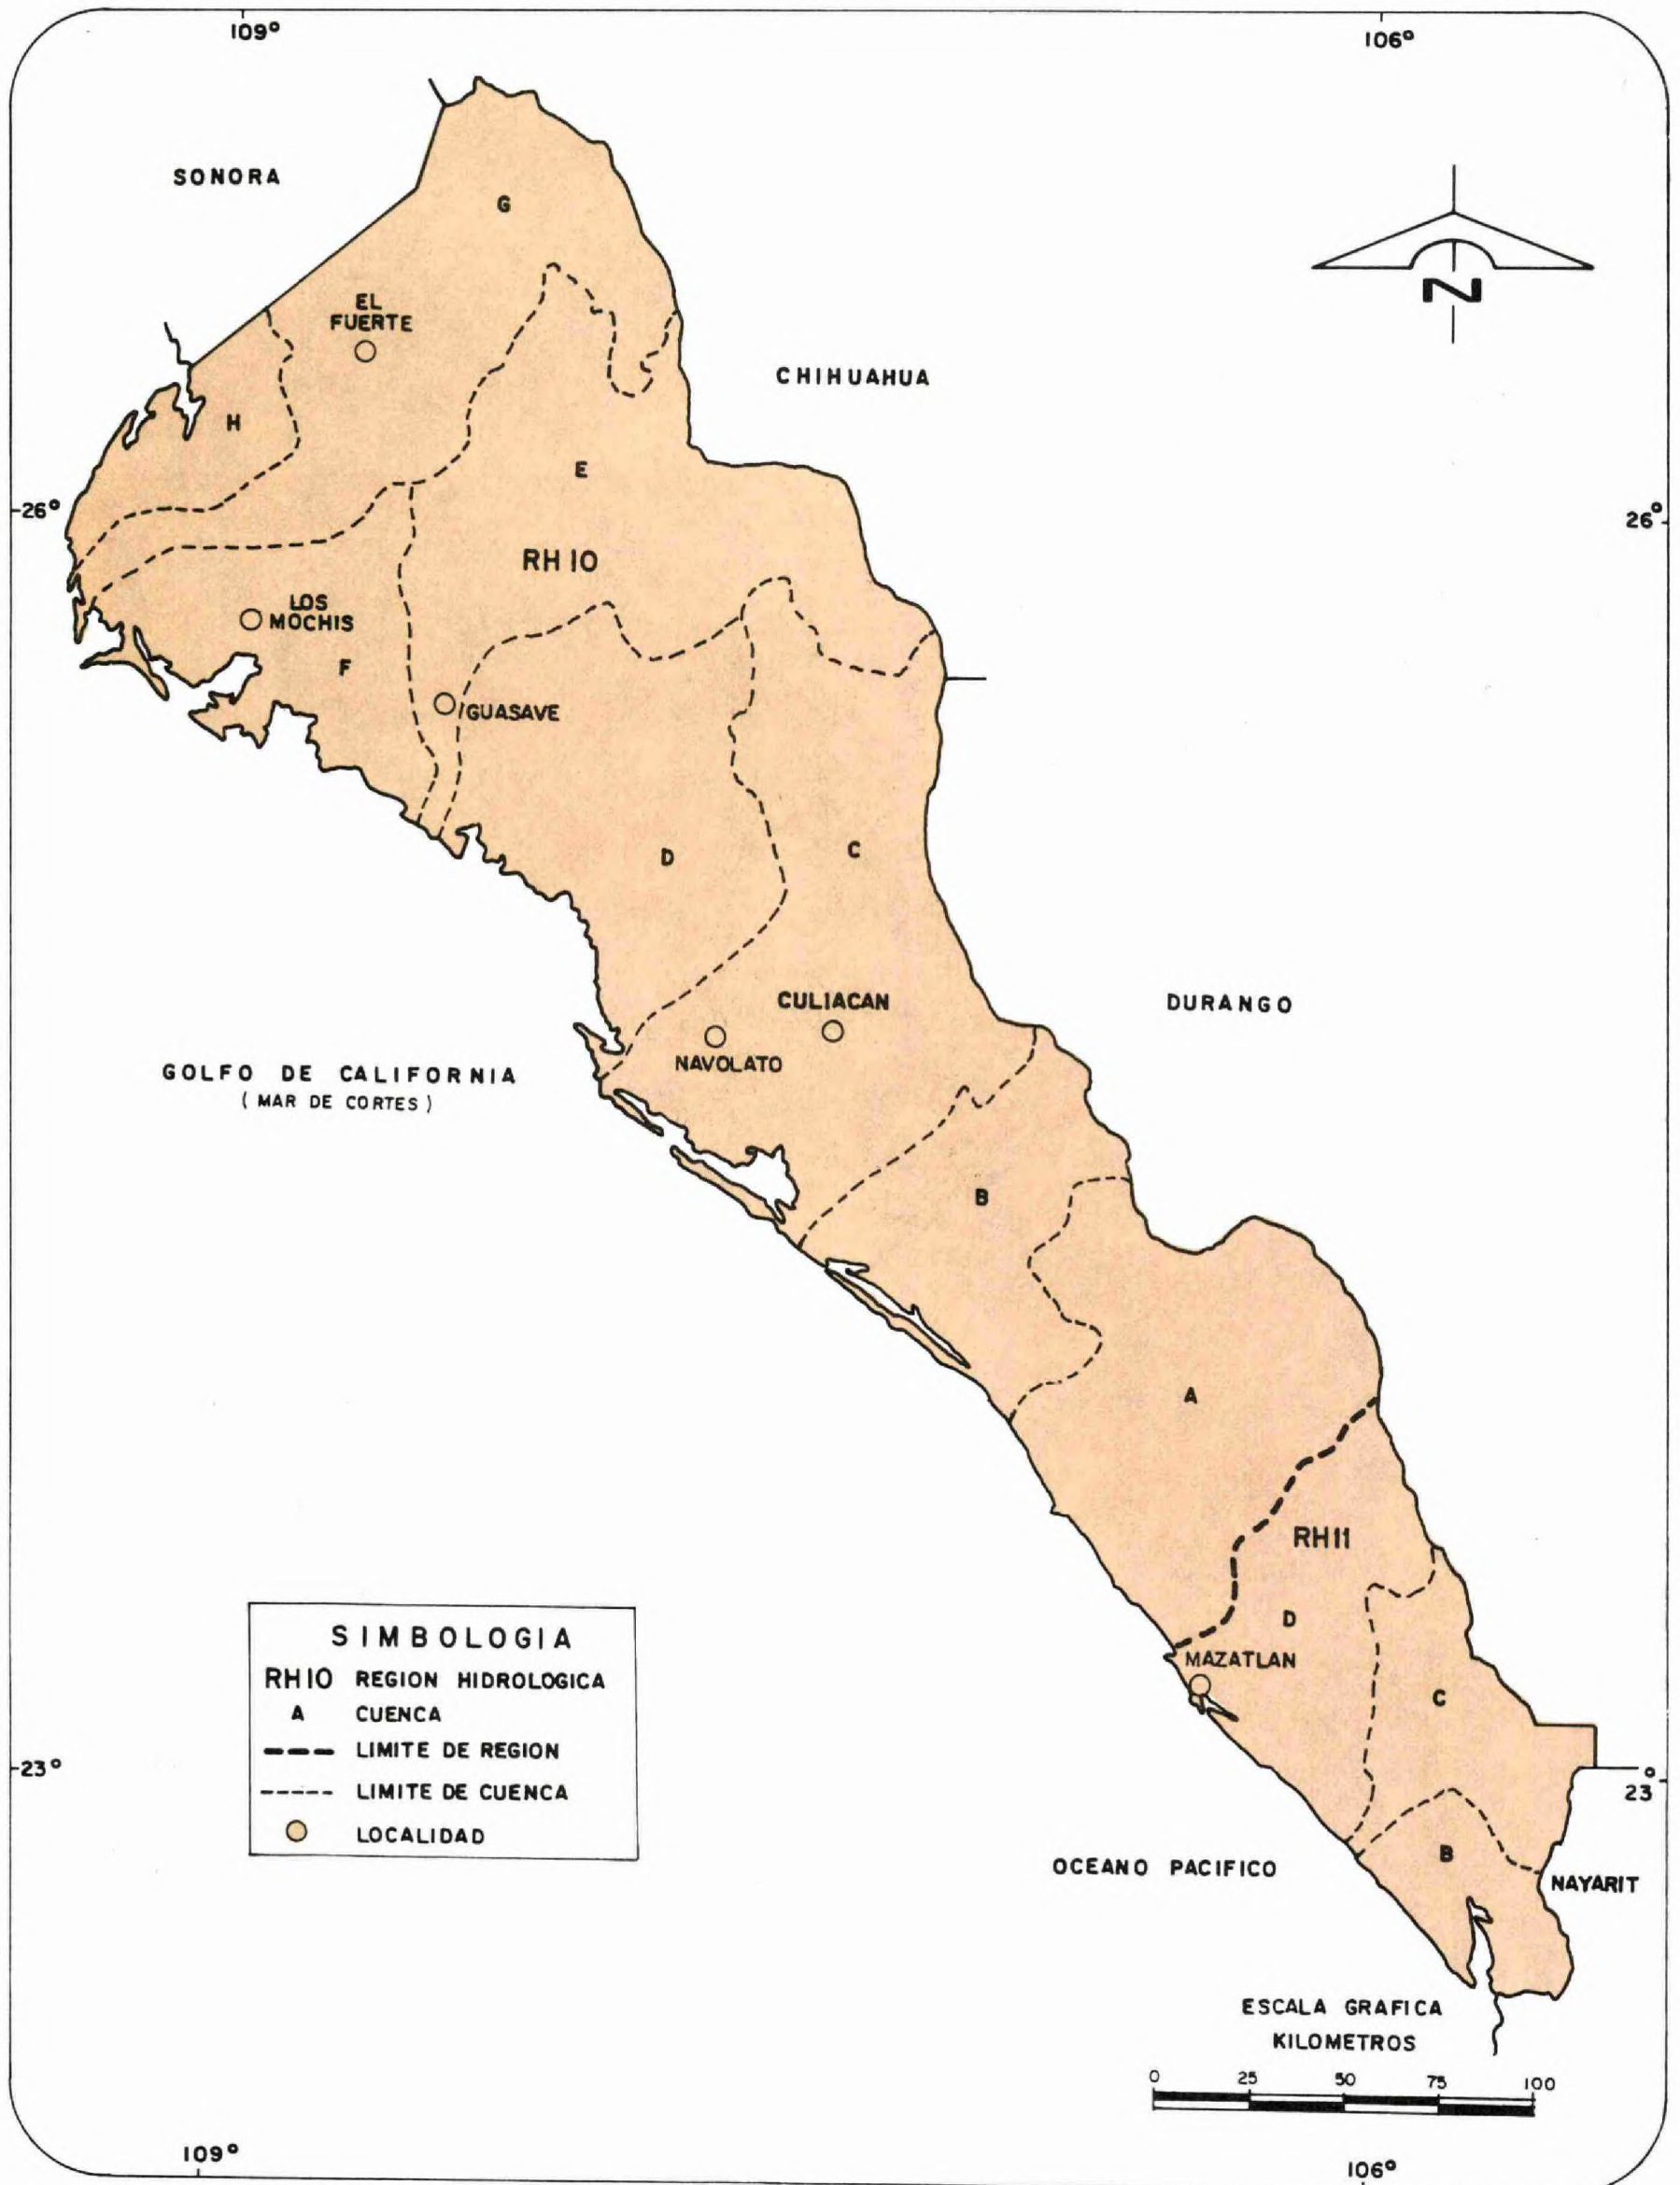 109°
106°
SONORA
G
EL
FUERTE
CHIHUAHUA
N
H
E
26°
26°
RH 10
LOS
MOCHIS
F
GUASAVE
D
C
CULIACAN
DURANGO
NAVOLATO
GOLFO DE CALIFORNIA
( MAR DE CORTES )
B
A
RH11
D
MAZATLAN
C
SIMBOLOGIA
RH10 REGION HIDROLOGICA
A CUENCA
LIMITE DE REGION
LIMITE DE CUENCA
LOCALIDAD
23°
23°
B
OCEANO PACIFICO
NAYARIT
ESCALA GRAFICA
KILOMETROS
0 25 50 75 100
109°
106°